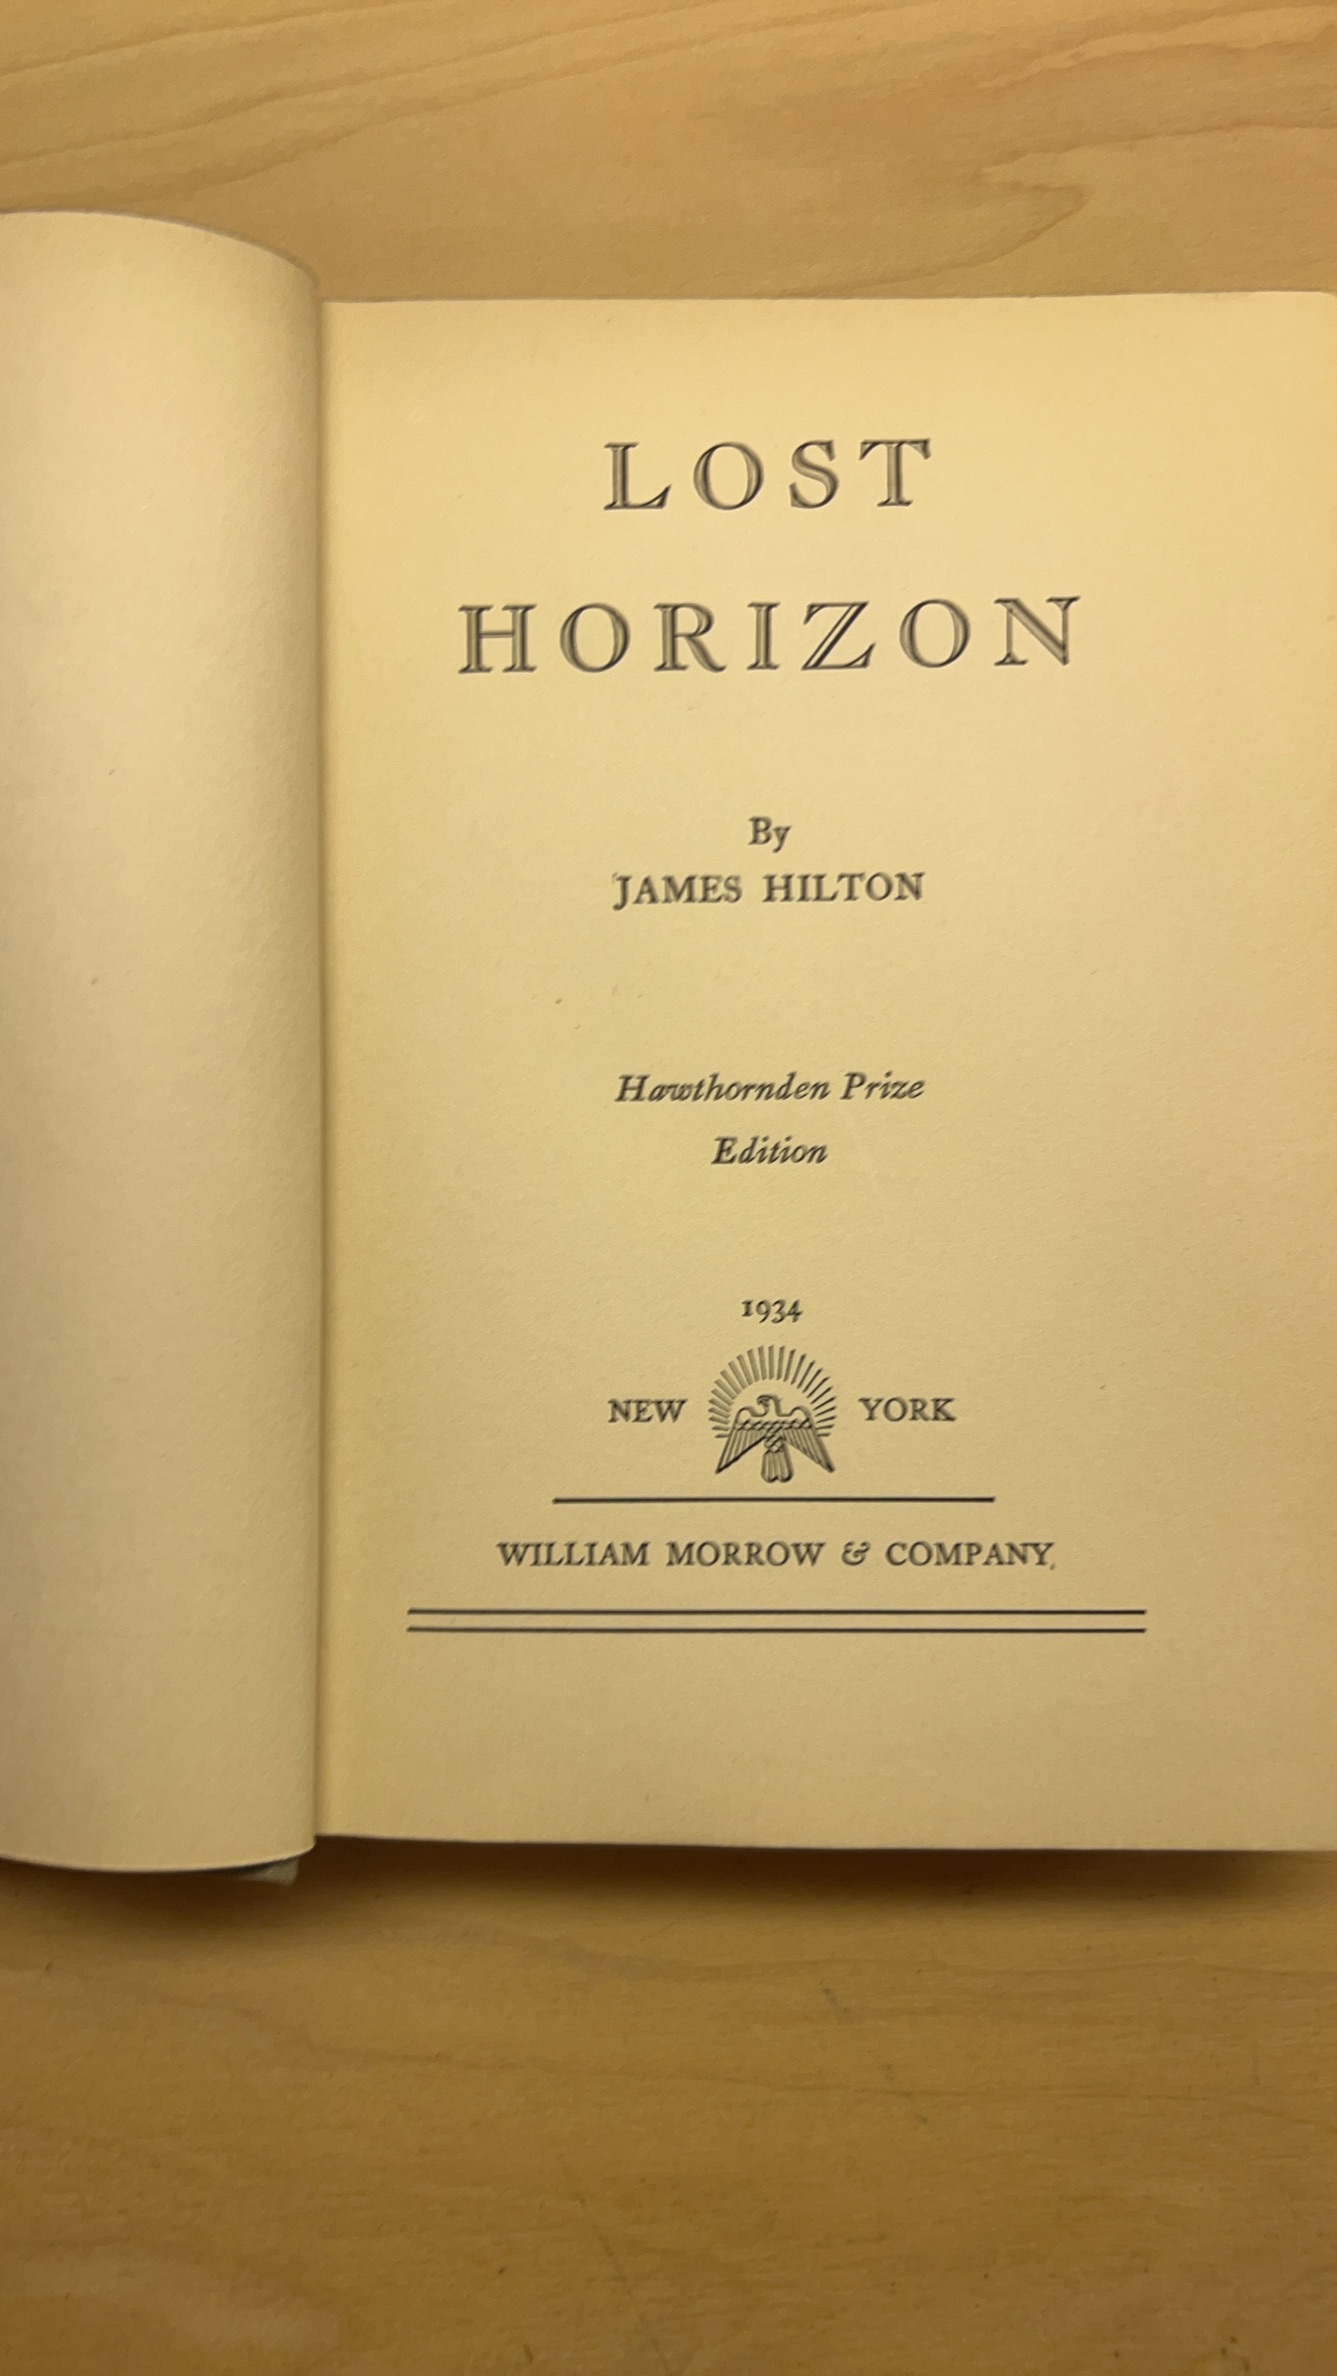 LOST
HORIZON
By
JAMES HILTON
Hawthornden Prize
Edition
1934
NEW YORK
WILLIAM MORROW & COMPANY